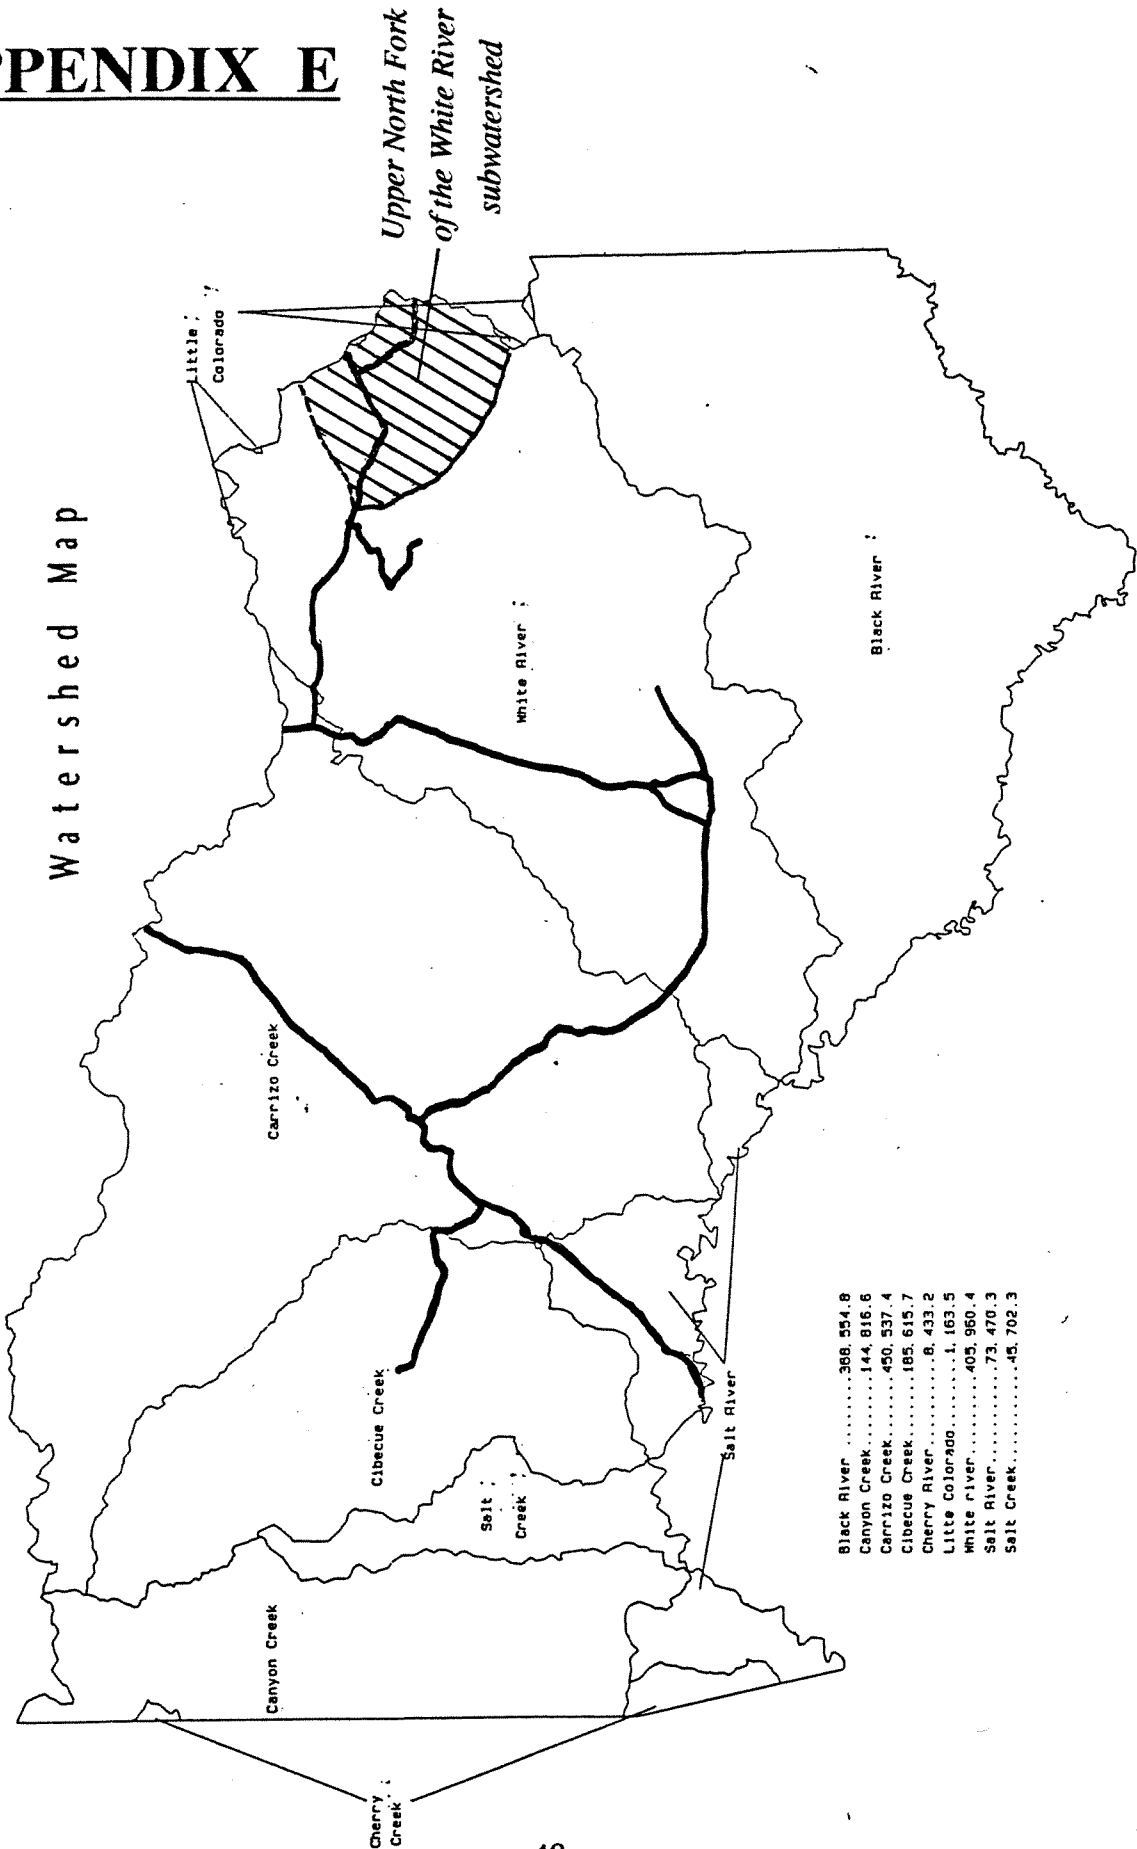 PPENDIX E
Watershed Map
Upper North Fork
of the White River
subwatershed
Little
Colorado
White River
Black River
Carrizo Creek
Cibecue Creek
Salt
Creek
Canyon Creek
Cherry
Creek
Salt River
Black River ........368,554.8
Canyon Creek........144,816.6
Carrizo Creek.......450,537.4
Cibecue Creek.......185,615.7
Cherry River..........8,433.2
Litte Colorado........1,163.5
White river.........405,960.4
Salt River...........73,470.3
Salt Creek...........45,702.3